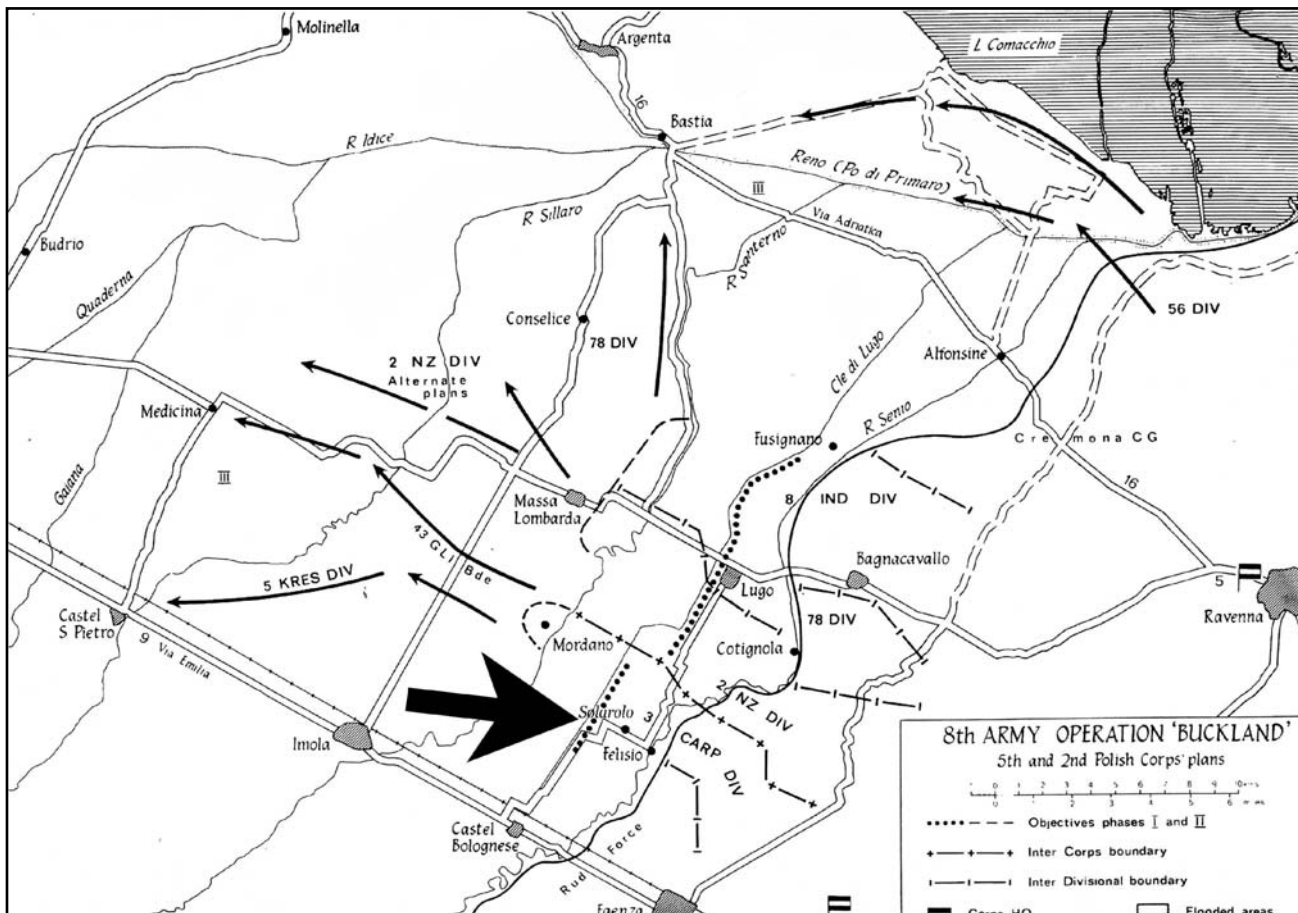 Molinella
Argenta
L Comacchio
16
Bastia
R Idice
Reno (Po di Primaro)
III
R Sillaro
Via Adriatica
R Santerno
Budrio
Quaderna
56 DIV
Conselice
78 DIV
Cle di Lugo
Alfonsine
2 NZ DIV
Alternate
plans
Medicina
R Senio
Fusignano
Cremona CG
Gaiana
III
16
Massa
Lombarda
8 IND DIV
43 GLI Bde
Bagnacavallo
5 KRES DIV
Lugo
5
Ravenna
Castel
S Pietro
9
Via Emilia
78 DIV
Mordano
Cotignola
2 NZ DIV
Solarolo
3
Imola
Felisio
CARP DIV
Castel
Bolognese
Rud Force
Faenza
8th ARMY OPERATION 'BUCKLAND'
5th and 2nd Polish Corps' plans
Objectives phases I and II
Inter Corps boundary
Inter Divisional boundary
Corps HQ
Flooded areas